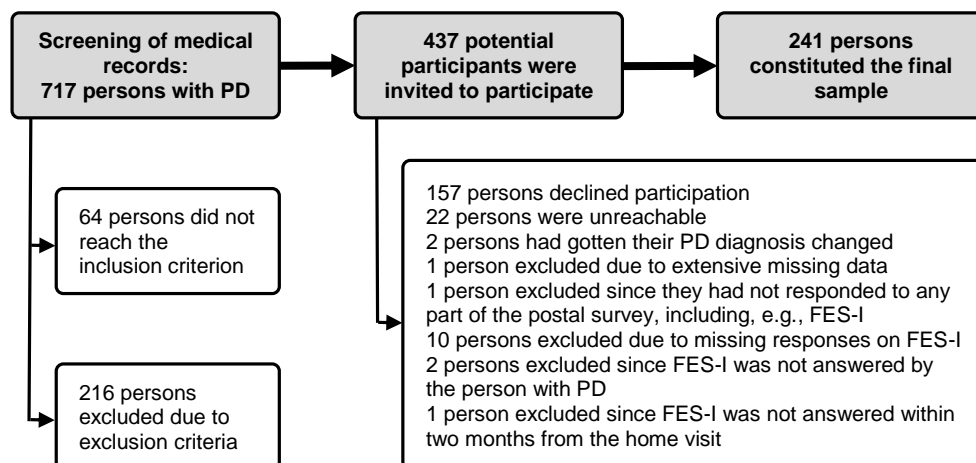 Screening of medical
records:
717 persons with PD
437 potential
participants were
invited to participate
241 persons
constituted the final
sample
64 persons did not
reach the
inclusion criterion
216 persons
excluded due to
exclusion criteria
157 persons declined participation
22 persons were unreachable
2 persons had gotten their PD diagnosis changed
1 person excluded due to extensive missing data
1 person excluded since they had not responded to any
part of the postal survey, including, e.g., FES-I
10 persons excluded due to missing responses on FES-I
2 persons excluded since FES-I was not answered by
the person with PD
1 person excluded since FES-I was not answered within
two months from the home visit